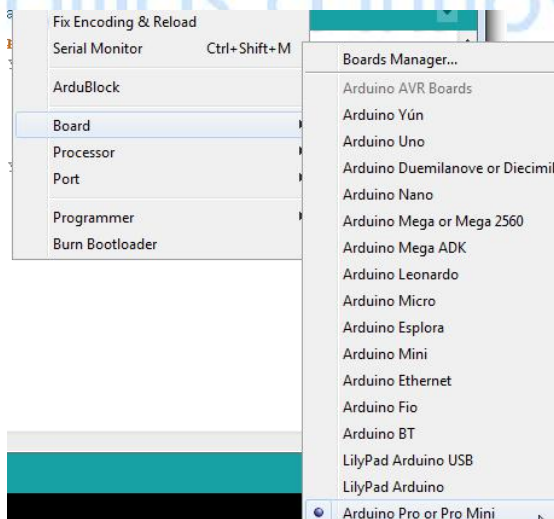 Fix Encoding & Reload
Serial Monitor Ctrl+Shift+M
ArduBlock
Board
Processor
Port
Programmer
Burn Bootloader
Boards Manager...
Arduino AVR Boards
Arduino Yún
Arduino Uno
Arduino Duemilanove or Diecimil
Arduino Nano
Arduino Mega or Mega 2560
Arduino Mega ADK
Arduino Leonardo
Arduino Micro
Arduino Esplora
Arduino Mini
Arduino Ethernet
Arduino Fio
Arduino BT
LilyPad Arduino USB
LilyPad Arduino
Arduino Pro or Pro Mini